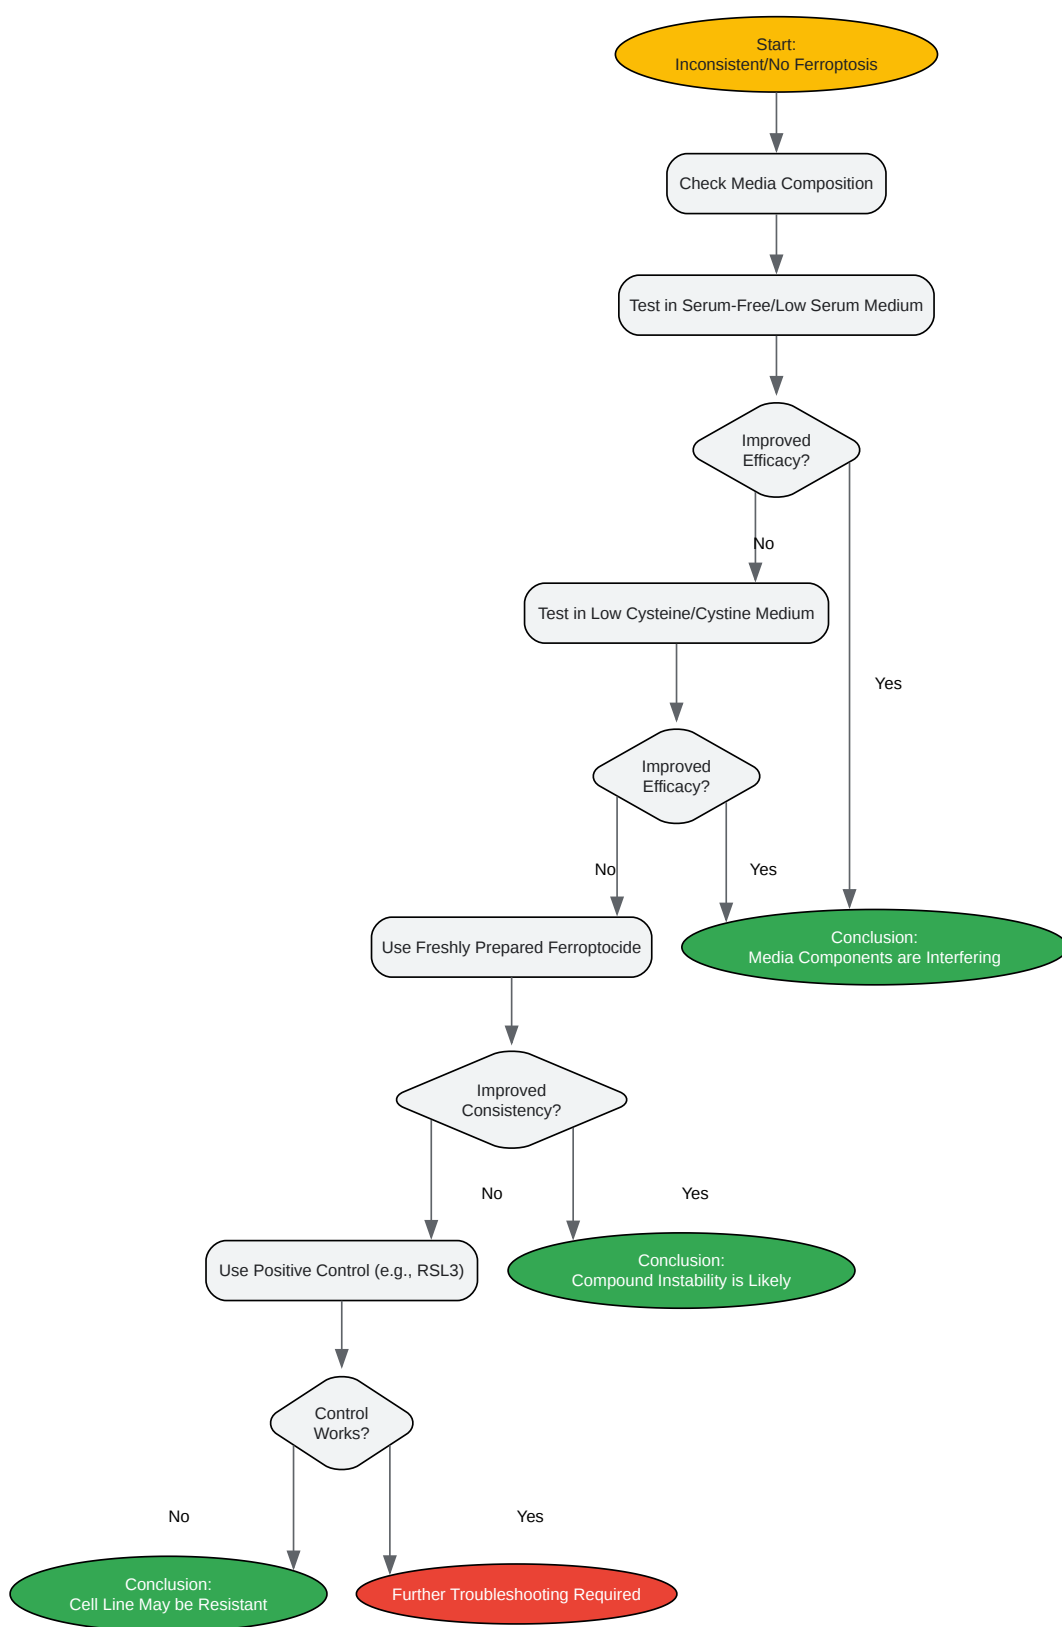 Start:
Inconsistent/No Ferroptosis
Check Media Composition
Test in Serum-Free/Low Serum Medium
Improved
Efficacy?
No
Test in Low Cysteine/Cystine Medium
Yes
Improved
Efficacy?
No
Yes
Use Freshly Prepared Ferroptocide
Conclusion:
Media Components are Interfering
Improved
Consistency?
No
Yes
Use Positive Control (e.g., RSL3)
Conclusion:
Compound Instability is Likely
Control
Works?
No
Yes
Conclusion:
Cell Line May be Resistant
Further Troubleshooting Required